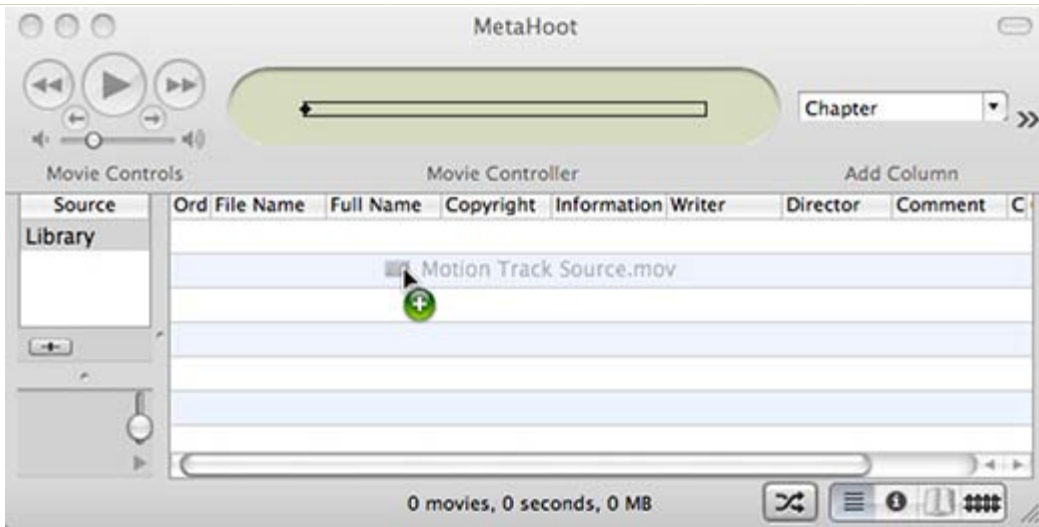 MetaHoot
Chapter
Movie Controls
Movie Controller
Add Column
Source
Ord File Name Full Name Copyright Information Writer Director Comment C
Library
Motion Track Source.mov
0 movies, 0 seconds, 0 MB